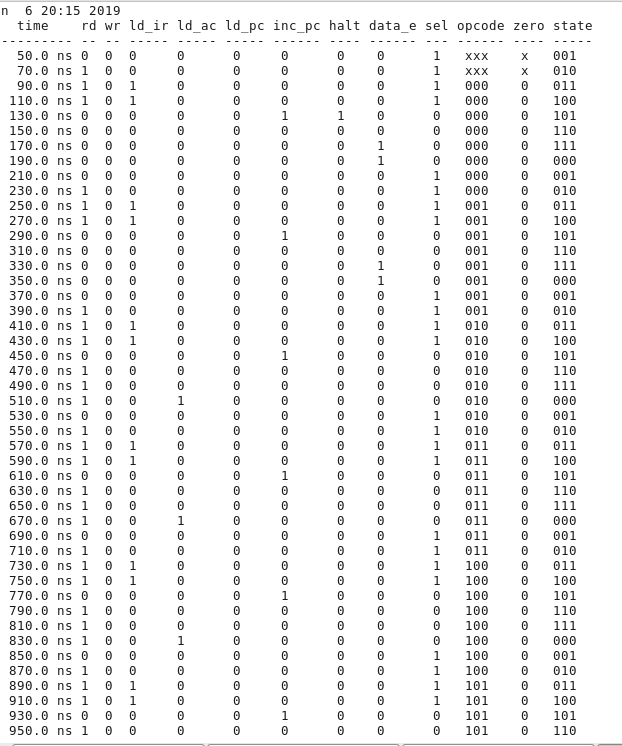 n  6 20:15 2019
time rd wr ld_ir ld_ac ld_pc inc_pc halt data_e sel opcode zero state
--------- -- -- ----- ----- ----- ------ ---- ------ --- ------ ---- -----
50.0 ns 0 0 0 0 0 0 0 0 1 xxx x 001
70.0 ns 1 0 0 0 0 0 0 0 1 xxx x 010
90.0 ns 1 0 1 0 0 0 0 0 1 000 0 011
110.0 ns 1 0 1 0 0 0 0 0 1 000 0 100
130.0 ns 0 0 0 0 0 1 1 0 0 000 0 101
150.0 ns 0 0 0 0 0 0 0 0 0 000 0 110
170.0 ns 0 0 0 0 0 0 0 1 0 000 0 111
190.0 ns 0 0 0 0 0 0 0 1 0 000 0 000
210.0 ns 0 0 0 0 0 0 0 0 1 000 0 001
230.0 ns 1 0 0 0 0 0 0 0 1 000 0 010
250.0 ns 1 0 1 0 0 0 0 0 1 001 0 011
270.0 ns 1 0 1 0 0 0 0 0 1 001 0 100
290.0 ns 0 0 0 0 0 1 0 0 0 001 0 101
310.0 ns 0 0 0 0 0 0 0 0 0 001 0 110
330.0 ns 0 0 0 0 0 0 0 1 0 001 0 111
350.0 ns 0 0 0 0 0 0 0 1 0 001 0 000
370.0 ns 0 0 0 0 0 0 0 0 1 001 0 001
390.0 ns 1 0 0 0 0 0 0 0 1 001 0 010
410.0 ns 1 0 1 0 0 0 0 0 1 010 0 011
430.0 ns 1 0 1 0 0 0 0 0 1 010 0 100
450.0 ns 0 0 0 0 0 1 0 0 0 010 0 101
470.0 ns 1 0 0 0 0 0 0 0 0 010 0 110
490.0 ns 1 0 0 0 0 0 0 0 0 010 0 111
510.0 ns 1 0 0 1 0 0 0 0 0 010 0 000
530.0 ns 0 0 0 0 0 0 0 0 1 010 0 001
550.0 ns 1 0 0 0 0 0 0 0 1 010 0 010
570.0 ns 1 0 1 0 0 0 0 0 1 011 0 011
590.0 ns 1 0 1 0 0 0 0 0 1 011 0 100
610.0 ns 0 0 0 0 0 1 0 0 0 011 0 101
630.0 ns 1 0 0 0 0 0 0 0 0 011 0 110
650.0 ns 1 0 0 0 0 0 0 0 0 011 0 111
670.0 ns 1 0 0 1 0 0 0 0 0 011 0 000
690.0 ns 0 0 0 0 0 0 0 0 1 011 0 001
710.0 ns 1 0 0 0 0 0 0 0 1 011 0 010
730.0 ns 1 0 1 0 0 0 0 0 1 100 0 011
750.0 ns 1 0 1 0 0 0 0 0 1 100 0 100
770.0 ns 0 0 0 0 0 1 0 0 0 100 0 101
790.0 ns 1 0 0 0 0 0 0 0 0 100 0 110
810.0 ns 1 0 0 0 0 0 0 0 0 100 0 111
830.0 ns 1 0 0 1 0 0 0 0 0 100 0 000
850.0 ns 0 0 0 0 0 0 0 0 1 100 0 001
870.0 ns 1 0 0 0 0 0 0 0 1 100 0 010
890.0 ns 1 0 1 0 0 0 0 0 1 101 0 011
910.0 ns 1 0 1 0 0 0 0 0 1 101 0 100
930.0 ns 0 0 0 0 0 1 0 0 0 101 0 101
950.0 ns 1 0 0 0 0 0 0 0 0 101 0 110